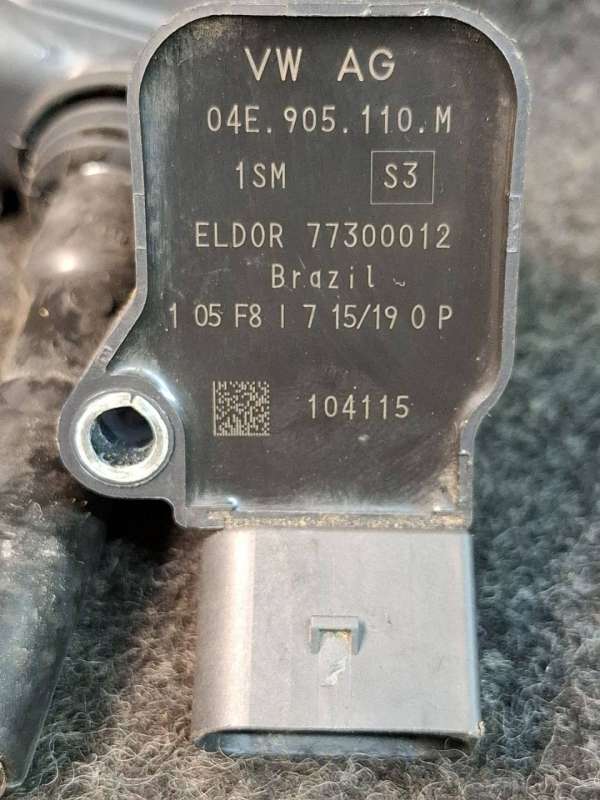 VW AG
04E.905.110.M
1SM S3
ELDOR 77300012
Brazil ~
1 05 F8 I 7 15/19 0 P
104115